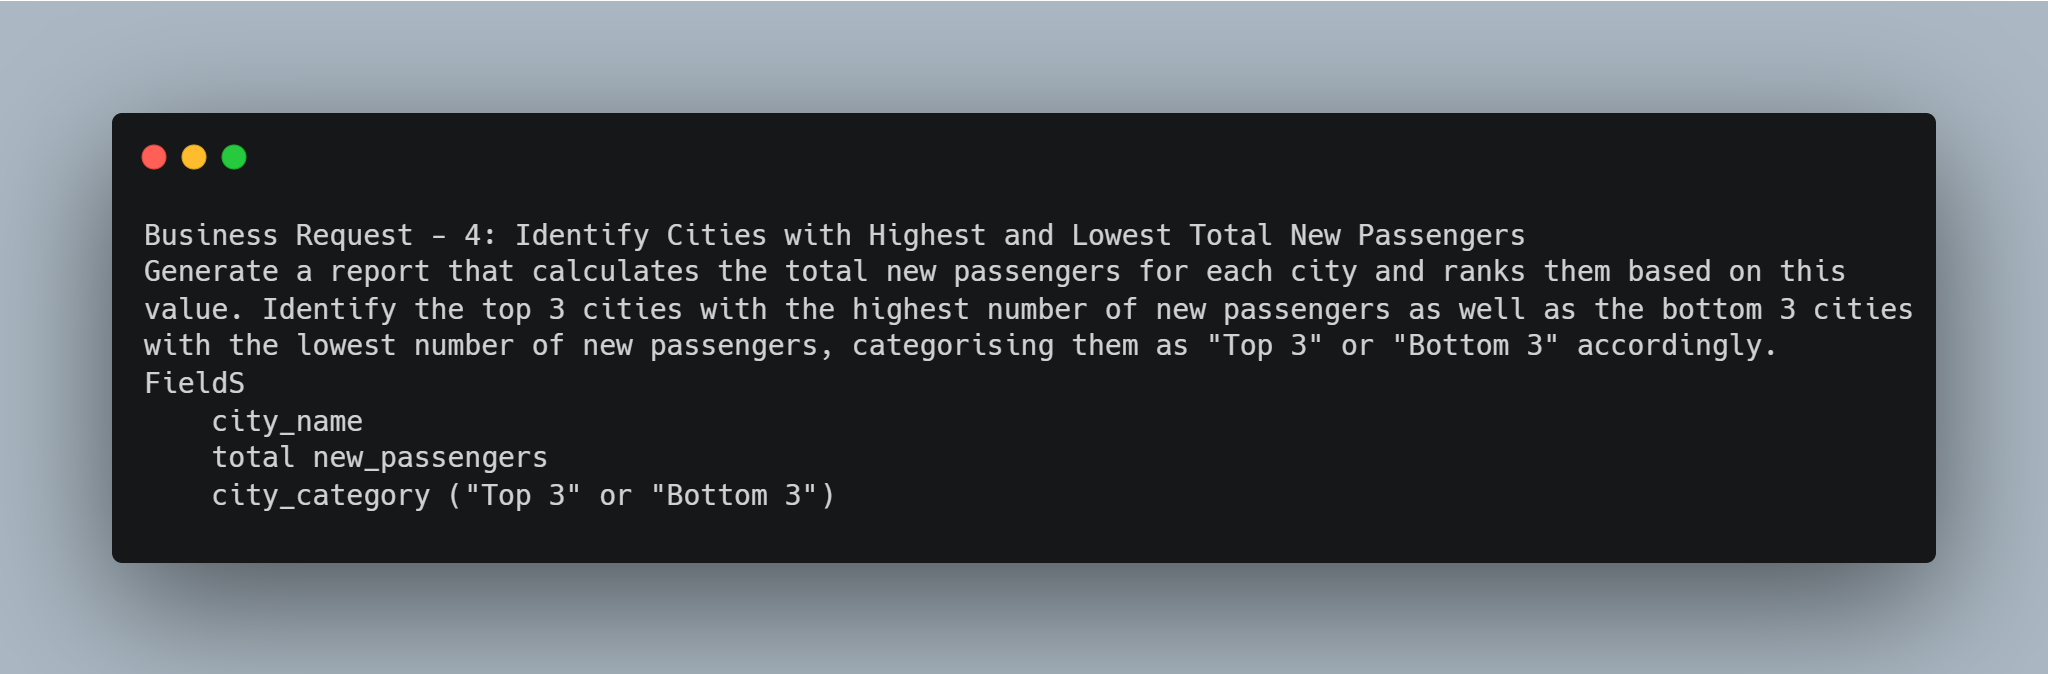 Business Request - 4: Identify Cities with Highest and Lowest Total New Passengers
Generate a report that calculates the total new passengers for each city and ranks them based on this
value. Identify the top 3 cities with the highest number of new passengers as well as the bottom 3 cities
with the lowest number of new passengers, categorising them as "Top 3" or "Bottom 3" accordingly.
FieldS
    city_name
    total new_passengers
    city_category ("Top 3" or "Bottom 3")